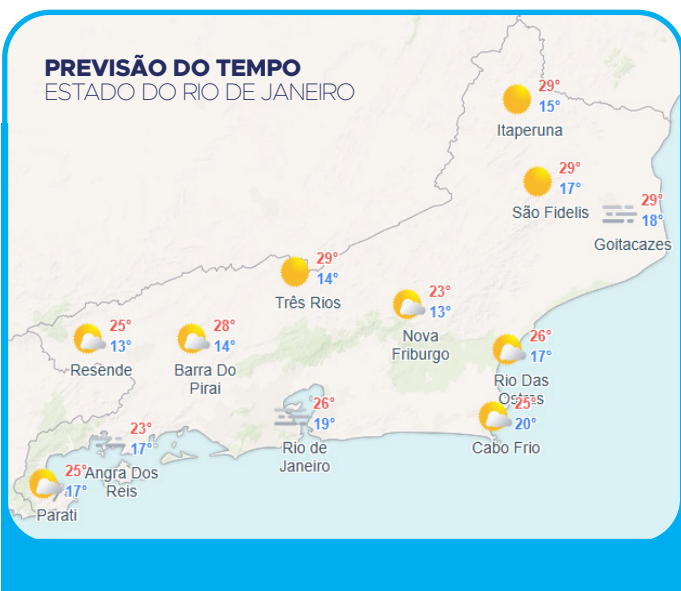 PREVISÃO DO TEMPO
ESTADO DO RIO DE JANEIRO
29°
15°
Itaperuna
29°
17°
São Fidelis
29°
18°
Goitacazes
29°
14°
Três Rios
23°
13°
Nova
Friburgo
25°
13°
Resende
28°
14°
Barra Do
Pirai
26°
17°
Rio Das
Ostras
25°
20°
Cabo Frio
26°
19°
Rio de
Janeiro
23°
17°
Angra Dos
Reis
25°
17°
Parati